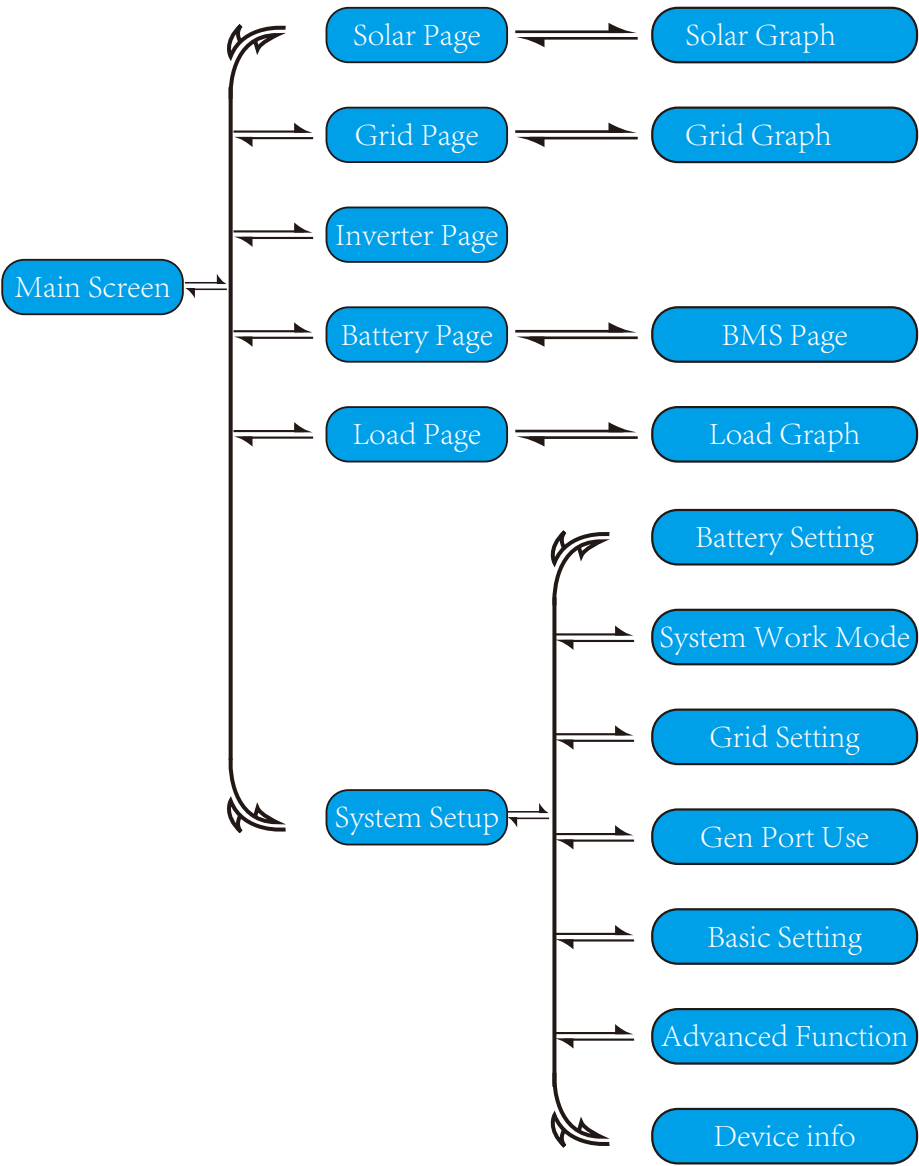 Solar Page
Solar Graph
Grid Page
Grid Graph
Inverter Page
Main Screen
Battery Page
BMS Page
Load Page
Load Graph
Battery Setting
System Work Mode
Grid Setting
System Setup
Gen Port Use
Basic Setting
Advanced Function
Device info